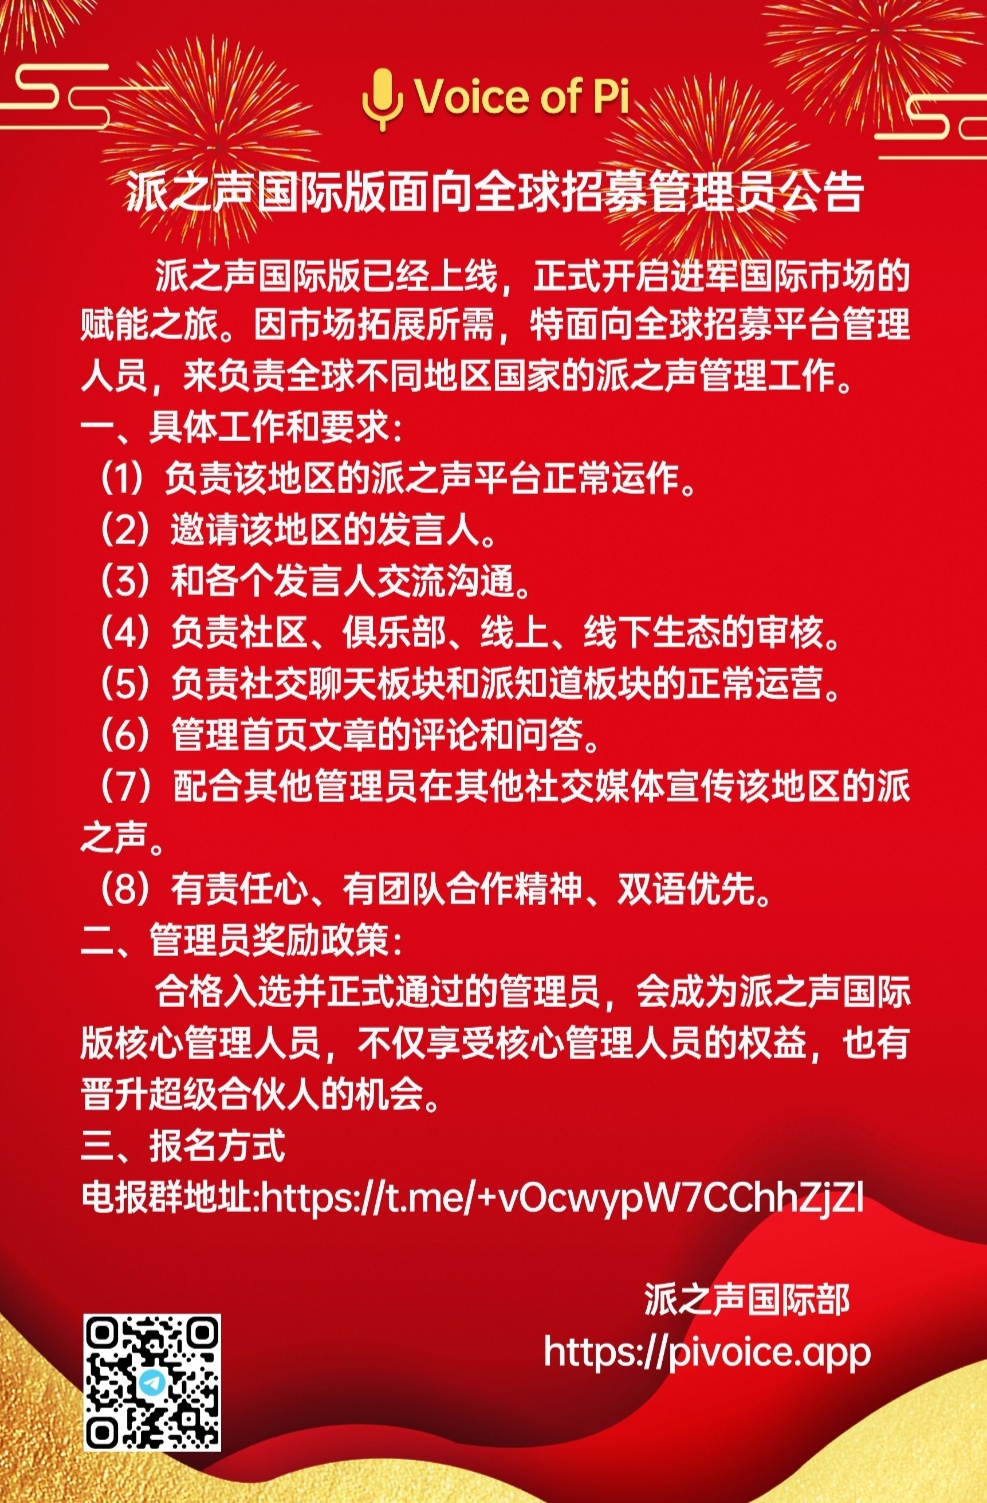 Voice of Pi
派之声国际版面向全球招募管理员公告
派之声国际版已经上线，正式开启进军国际市场的
赋能之旅。因市场拓展所需，特面向全球招募平台管理
人员，来负责全球不同地区国家的派之声管理工作。
一、具体工作和要求：
（1）负责该地区的派之声平台正常运作。
（2）邀请该地区的发言人。
（3）和各个发言人交流沟通。
（4）负责社区、俱乐部、线上、线下生态的审核。
（5）负责社交聊天板块和派知道板块的正常运营。
（6）管理首页文章的评论和问答。
（7）配合其他管理员在其他社交媒体宣传该地区的派
之声。
（8）有责任心、有团队合作精神、双语优先。
二、管理员奖励政策：
合格入选并正式通过的管理员，会成为派之声国际
版核心管理人员，不仅享受核心管理人员的权益，也有
晋升超级合伙人的机会。
三、报名方式
电报群地址:https://t.me/+vOcwypW7CChhZjZl
派之声国际部
https://pivoice.app